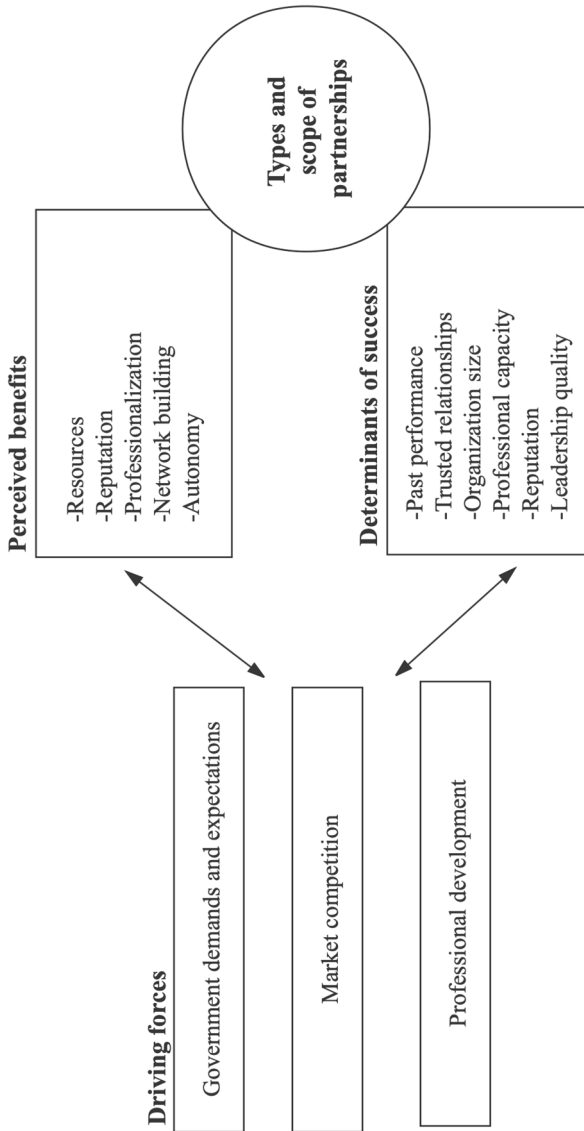 Driving forces
Government demands and expectations
Market competition
Professional development
Perceived benefits
-Resources
-Reputation
-Professionalization
-Network building
-Autonomy
Determinants of success
-Past performance
-Trusted relationships
-Organization size
-Professional capacity
-Reputation
-Leadership quality
Types and
scope of
partnerships